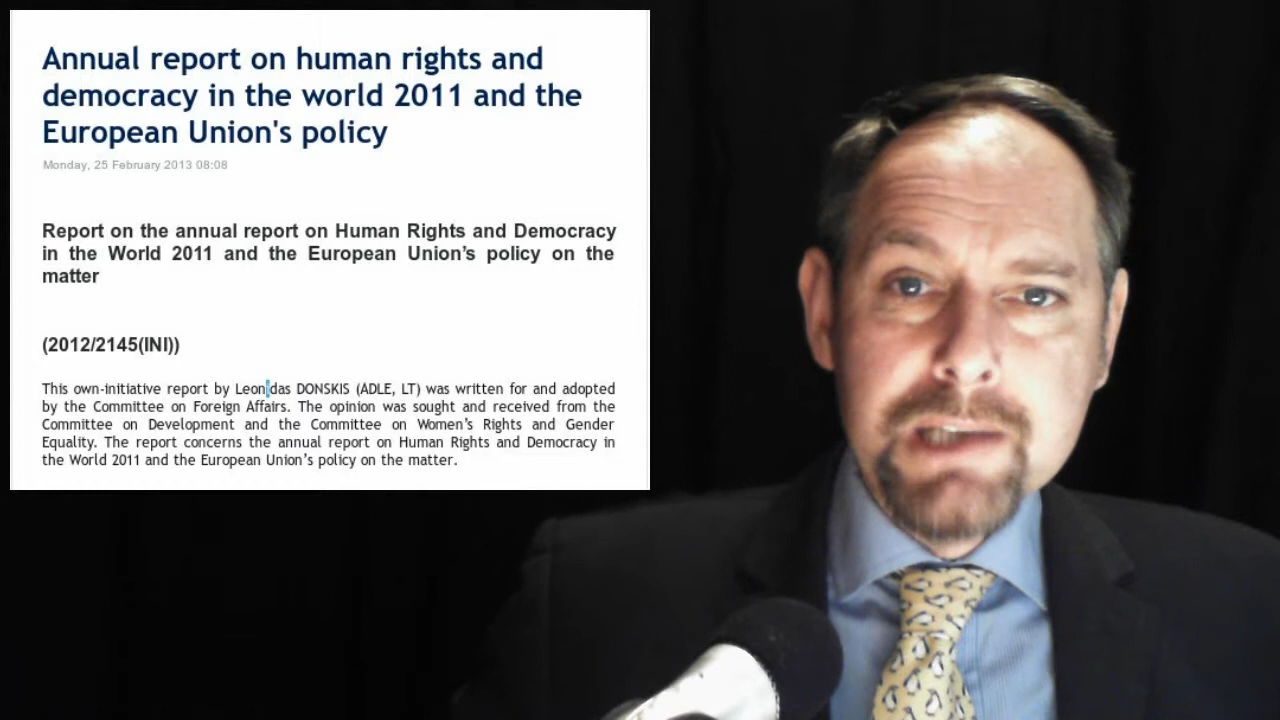 Annual report on human rights and
democracy in the world 2011 and the
European Union's policy
Monday, 25 February 2013 08:08
Report on the annual report on Human Rights and Democracy
in the World 2011 and the European Union’s policy on the
matter
(2012/2145(INI))
This own-initiative report by Leonidas DONSKIS (ADLE, LT) was written for and adopted
by the Committee on Foreign Affairs. The opinion was sought and received from the
Committee on Development and the Committee on Women’s Rights and Gender
Equality. The report concerns the annual report on Human Rights and Democracy in
the World 2011 and the European Union’s policy on the matter.